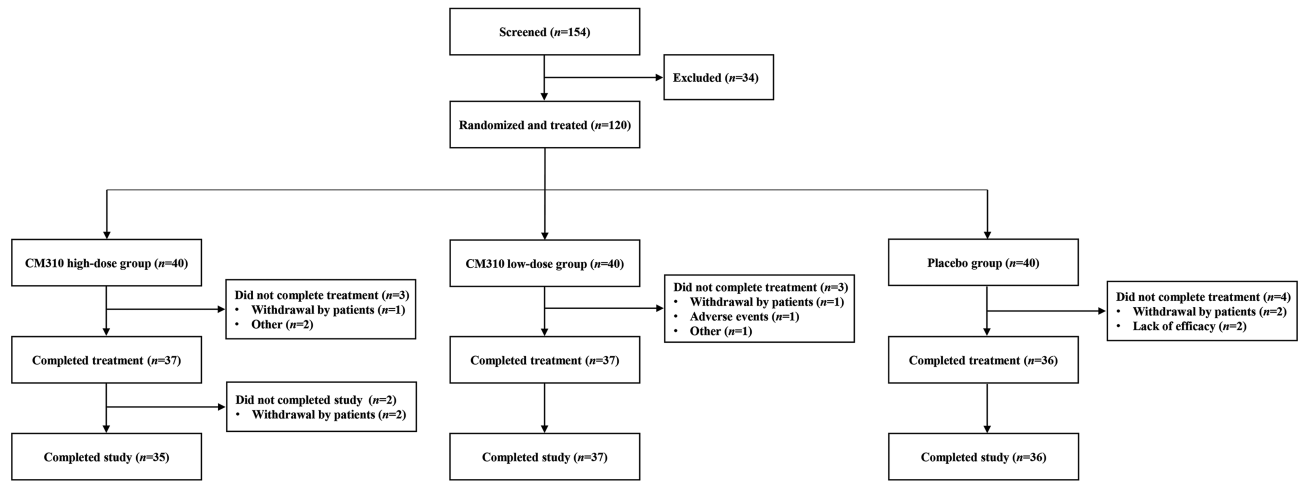 Screened (n=154)
Excluded (n=34)
Randomized and treated (n=120)
CM310 high-dose group (n=40)
Did not complete treatment (n=3)
• Withdrawal by patients (n=1)
• Other (n=2)
Completed treatment (n=37)
Did not completed study (n=2)
• Withdrawal by patients (n=2)
Completed study (n=35)
CM310 low-dose group (n=40)
Did not complete treatment (n=3)
• Withdrawal by patients (n=1)
• Adverse events (n=1)
• Other (n=1)
Completed treatment (n=37)
Completed study (n=37)
Placebo group (n=40)
Did not complete treatment (n=4)
• Withdrawal by patients (n=2)
• Lack of efficacy (n=2)
Completed treatment (n=36)
Completed study (n=36)